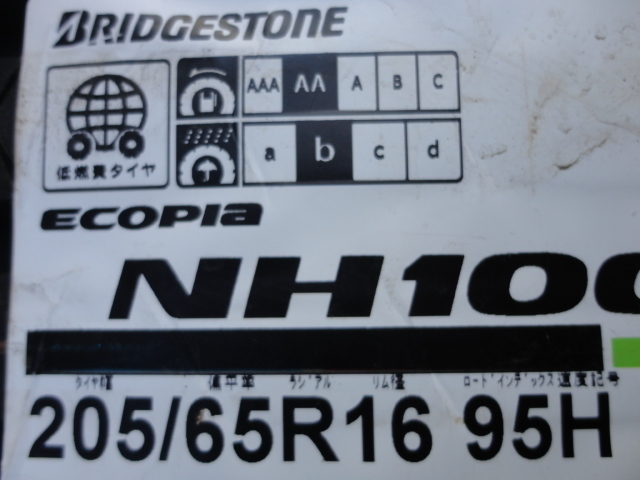 BRIDGESTONE
AAA AA A B C
低燃費タイヤ
a b c d
ECOPIA
NH100
タイヤ幅 偏平率 ラジアル リム径 ロードインデックス 速度記号
205/65R16 95H